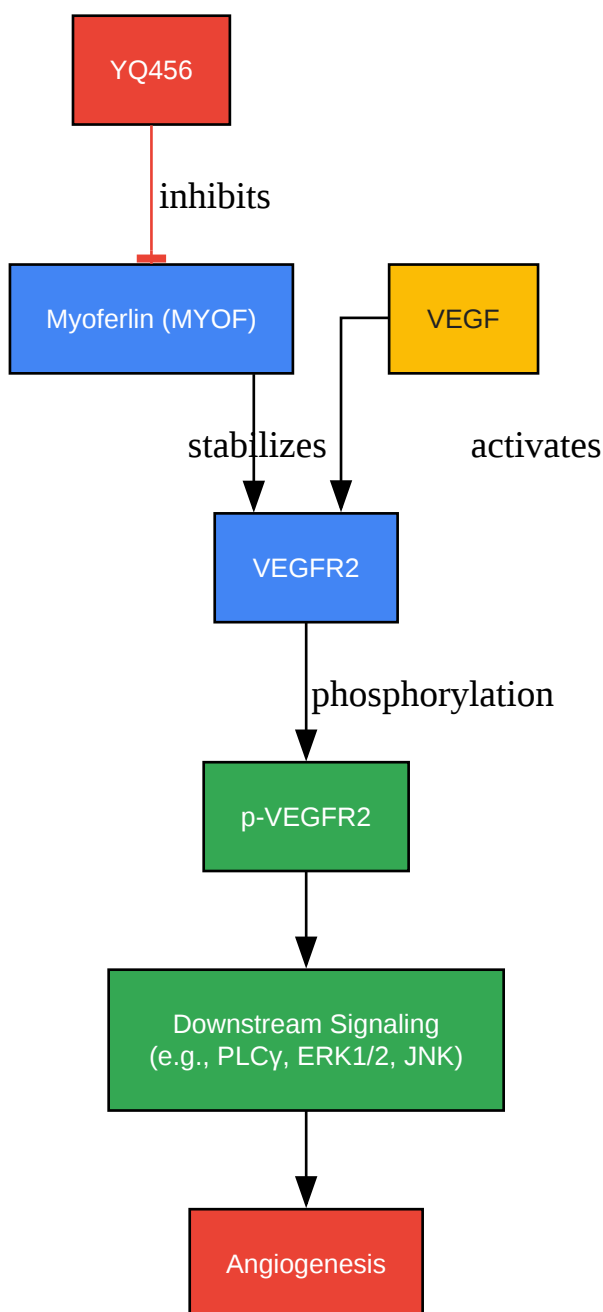 YQ456
inhibits
Myoferlin (MYOF)
VEGF
stabilizes
activates
VEGFR2
phosphorylation
p-VEGFR2
Downstream Signaling
(e.g., PLCγ, ERK1/2, JNK)
Angiogenesis